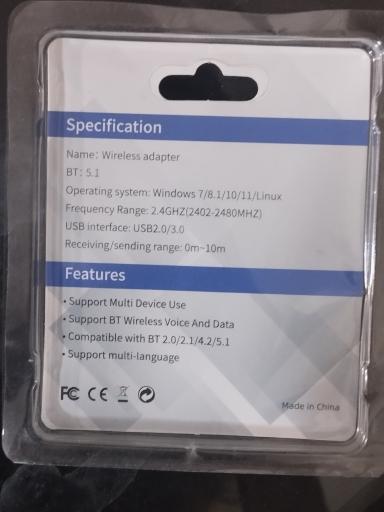 Specification
Name: Wireless adapter
BT: 5.1
Operating system: Windows 7/8.1/10/11/Linux
Frequency Range: 2.4GHZ(2402-2480MHZ)
USB interface: USB2.0/3.0
Receiving/sending range: 0m~10m
Features
• Support Multi Device Use
• Support BT Wireless Voice And Data
• Compatible with BT 2.0/2.1/4.2/5.1
• Support multi-language
FC CE
Made in China